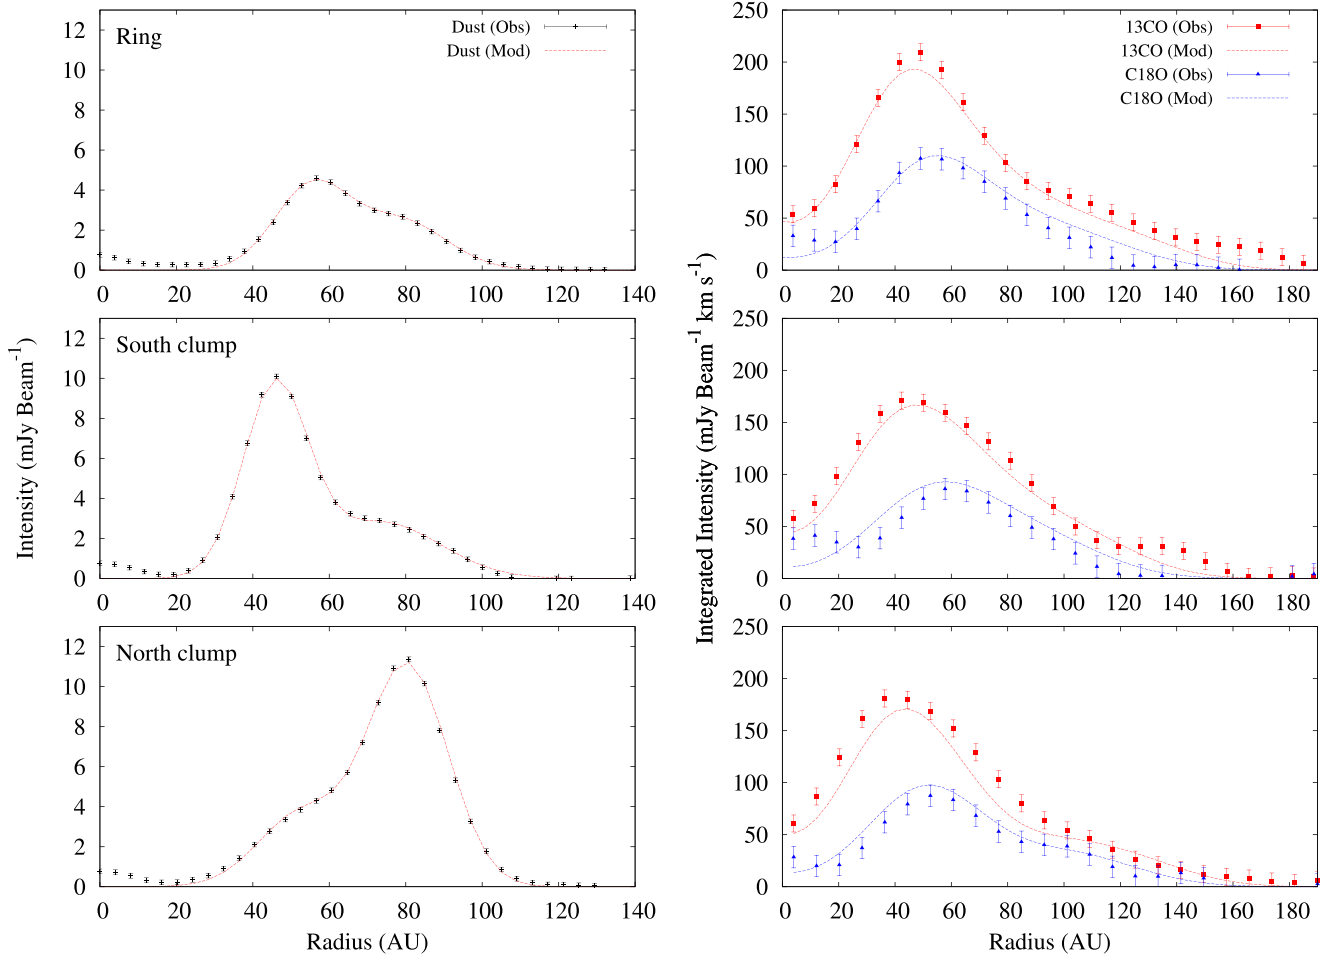 Ring
Dust (Obs)
Dust (Mod)
12
10
8
6
4
2
0
0 20 40 60 80 100 120 140
13CO (Obs)
13CO (Mod)
C18O (Obs)
C18O (Mod)
250
200
150
100
50
0
0 20 40 60 80 100 120 140 160 180
South clump
12
10
8
6
4
2
0
0 20 40 60 80 100 120 140
Intensity (mJy Beam-1)
250
200
150
100
50
0
0 20 40 60 80 100 120 140 160 180
Integrated Intensity (mJy Beam-1 km s-1)
North clump
12
10
8
6
4
2
0
0 20 40 60 80 100 120 140
Radius (AU)
250
200
150
100
50
0
0 20 40 60 80 100 120 140 160 180
Radius (AU)